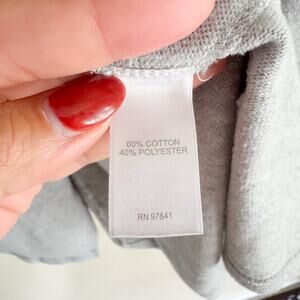 60% COTTON
40% POLYESTER
RN 97641